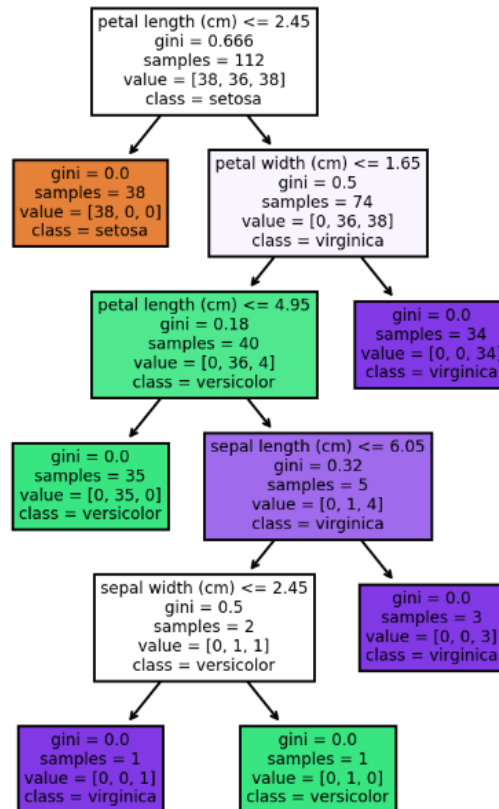 petal length (cm) <= 2.45
gini = 0.666
samples = 112
value = [38, 36, 38]
class = setosa
gini = 0.0
samples = 38
value = [38, 0, 0]
class = setosa
petal width (cm) <= 1.65
gini = 0.5
samples = 74
value = [0, 36, 38]
class = virginica
petal length (cm) <= 4.95
gini = 0.18
samples = 40
value = [0, 36, 4]
class = versicolor
gini = 0.0
samples = 34
value = [0, 0, 34]
class = virginica
gini = 0.0
samples = 35
value = [0, 35, 0]
class = versicolor
sepal length (cm) <= 6.05
gini = 0.32
samples = 5
value = [0, 1, 4]
class = virginica
sepal width (cm) <= 2.45
gini = 0.5
samples = 2
value = [0, 1, 1]
class = versicolor
gini = 0.0
samples = 3
value = [0, 0, 3]
class = virginica
gini = 0.0
samples = 1
value = [0, 0, 1]
class = virginica
gini = 0.0
samples = 1
value = [0, 1, 0]
class = versicolor